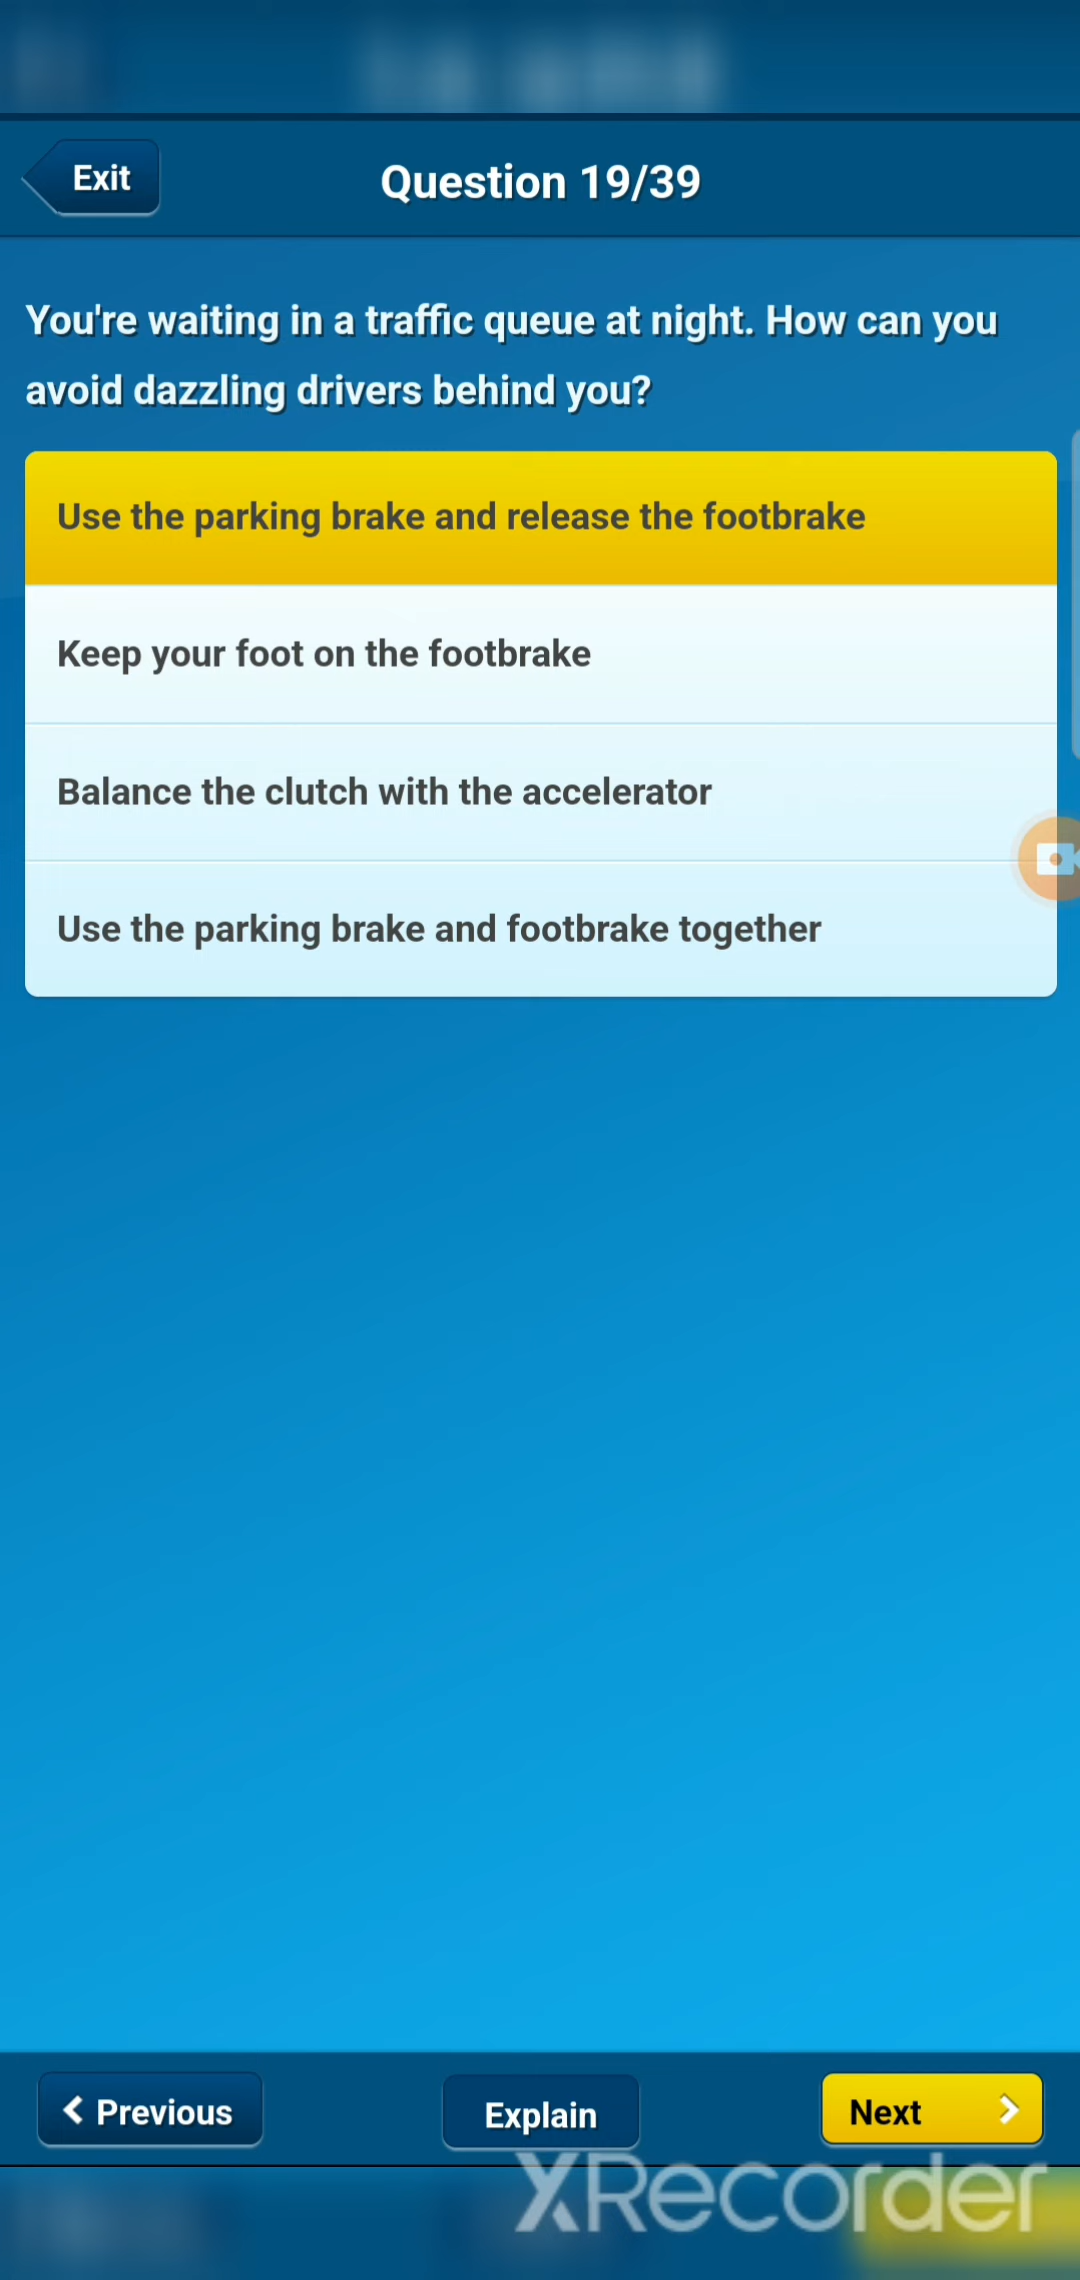 Exit
Question 19/39
You're waiting in a traffic queue at night. How can you
avoid dazzling drivers behind you?
Use the parking brake and release the footbrake
Keep your foot on the footbrake
Balance the clutch with the accelerator
Use the parking brake and footbrake together
Previous
Explain
Next
XRecorder